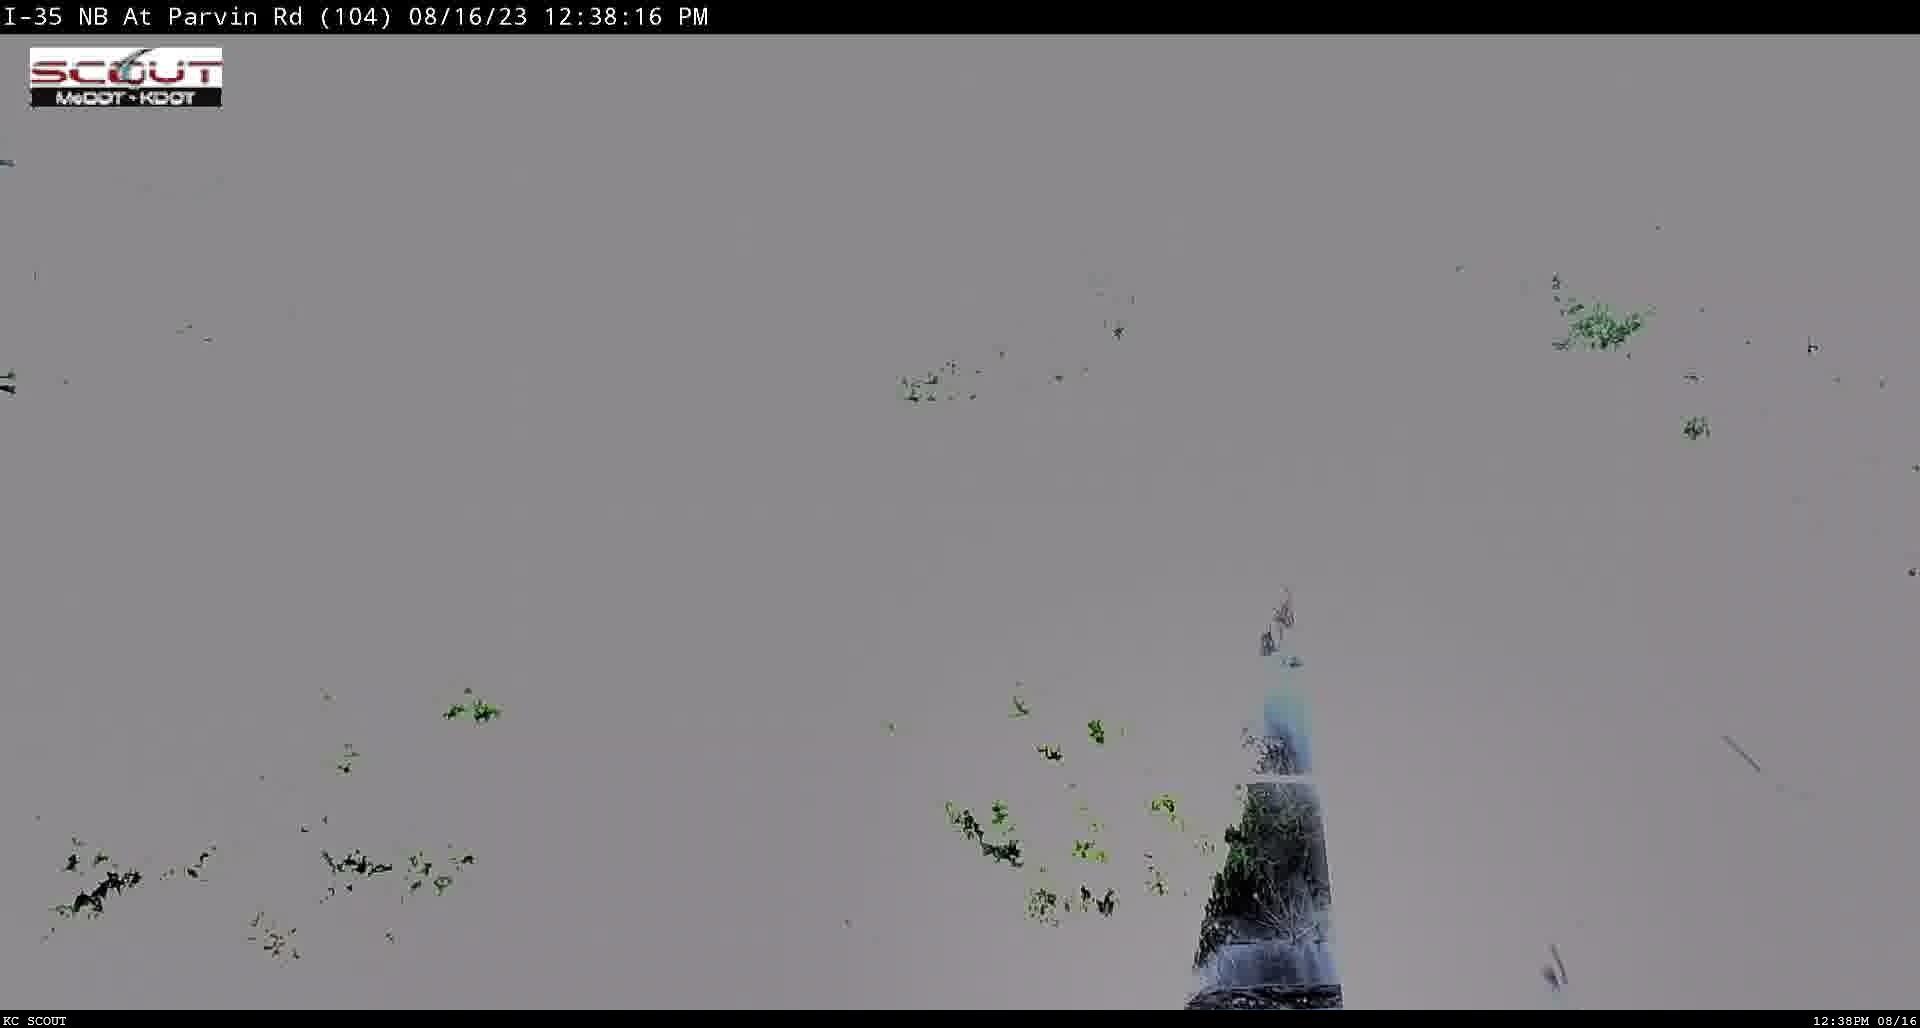 I-35 NB At Parvin Rd (104) 08/16/23 12:38:16 PM
SCOUT
MoDOT - KDOT
KC SCOUT
12:38PM 08/16